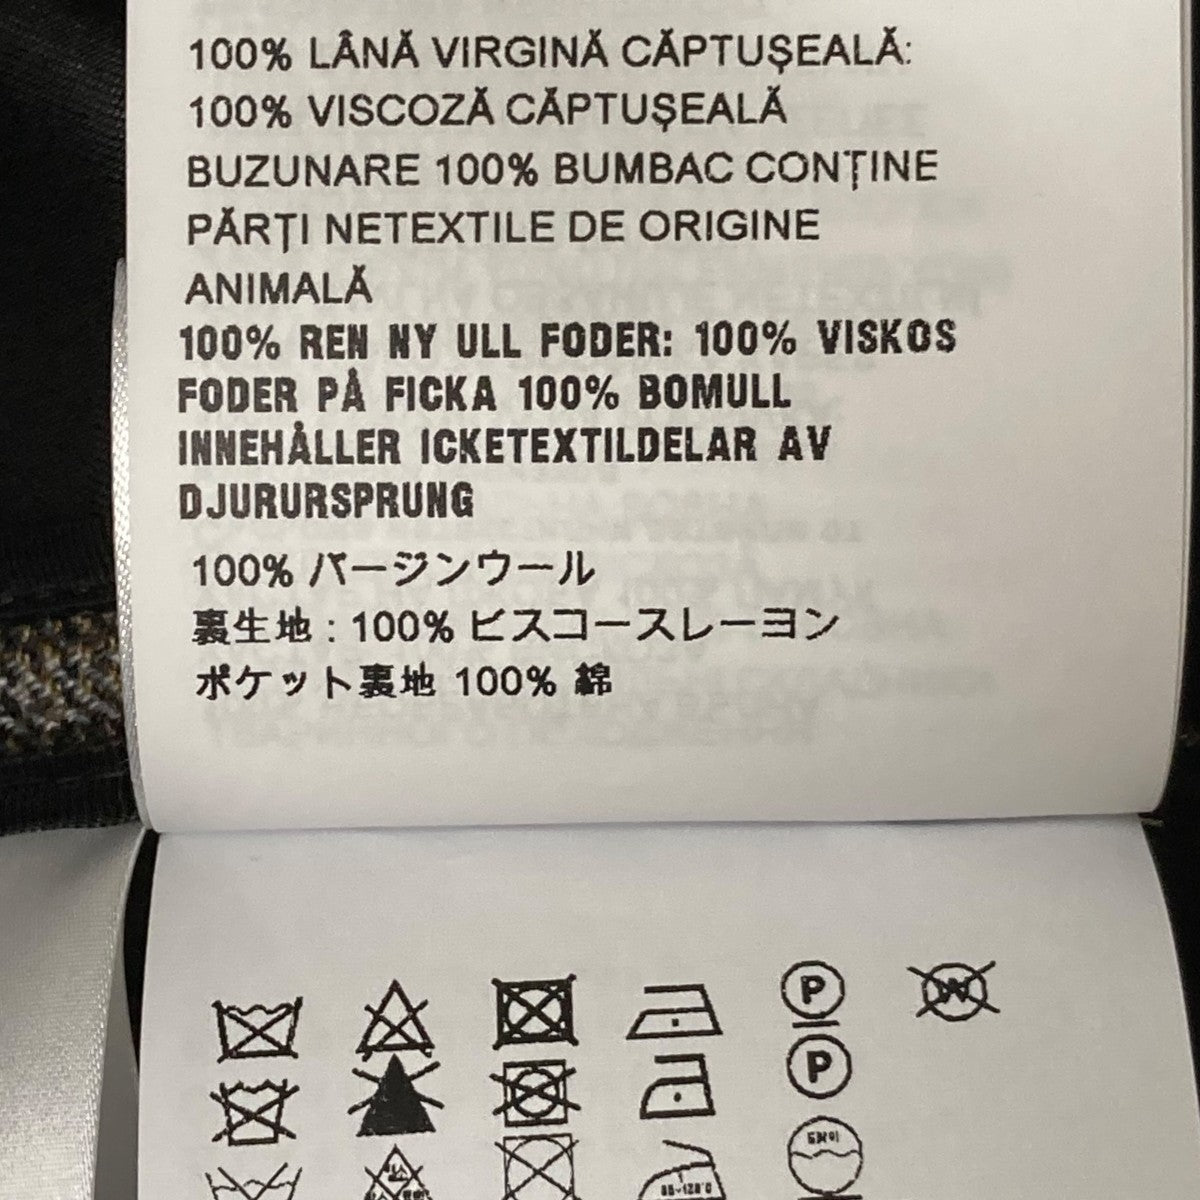 100% LÂNĂ VIRGINĂ CĂPTUȘEALĂ:
100% VISCOZĂ CĂPTUȘEALĂ
BUZUNARE 100% BUMBAC CONȚINE
PĂRȚI NETEXTILE DE ORIGINE
ANIMALĂ
100% REN NY ULL FODER: 100% VISKOS
FODER PÅ FICKA 100% BOMULL
INNEHÅLLER ICKETEXTILDELAR AV
DJURURSPRUNG
100% バージンウール
裏生地 : 100% ビスコースレーヨン
ポケット裏地 100% 綿
P
W
P